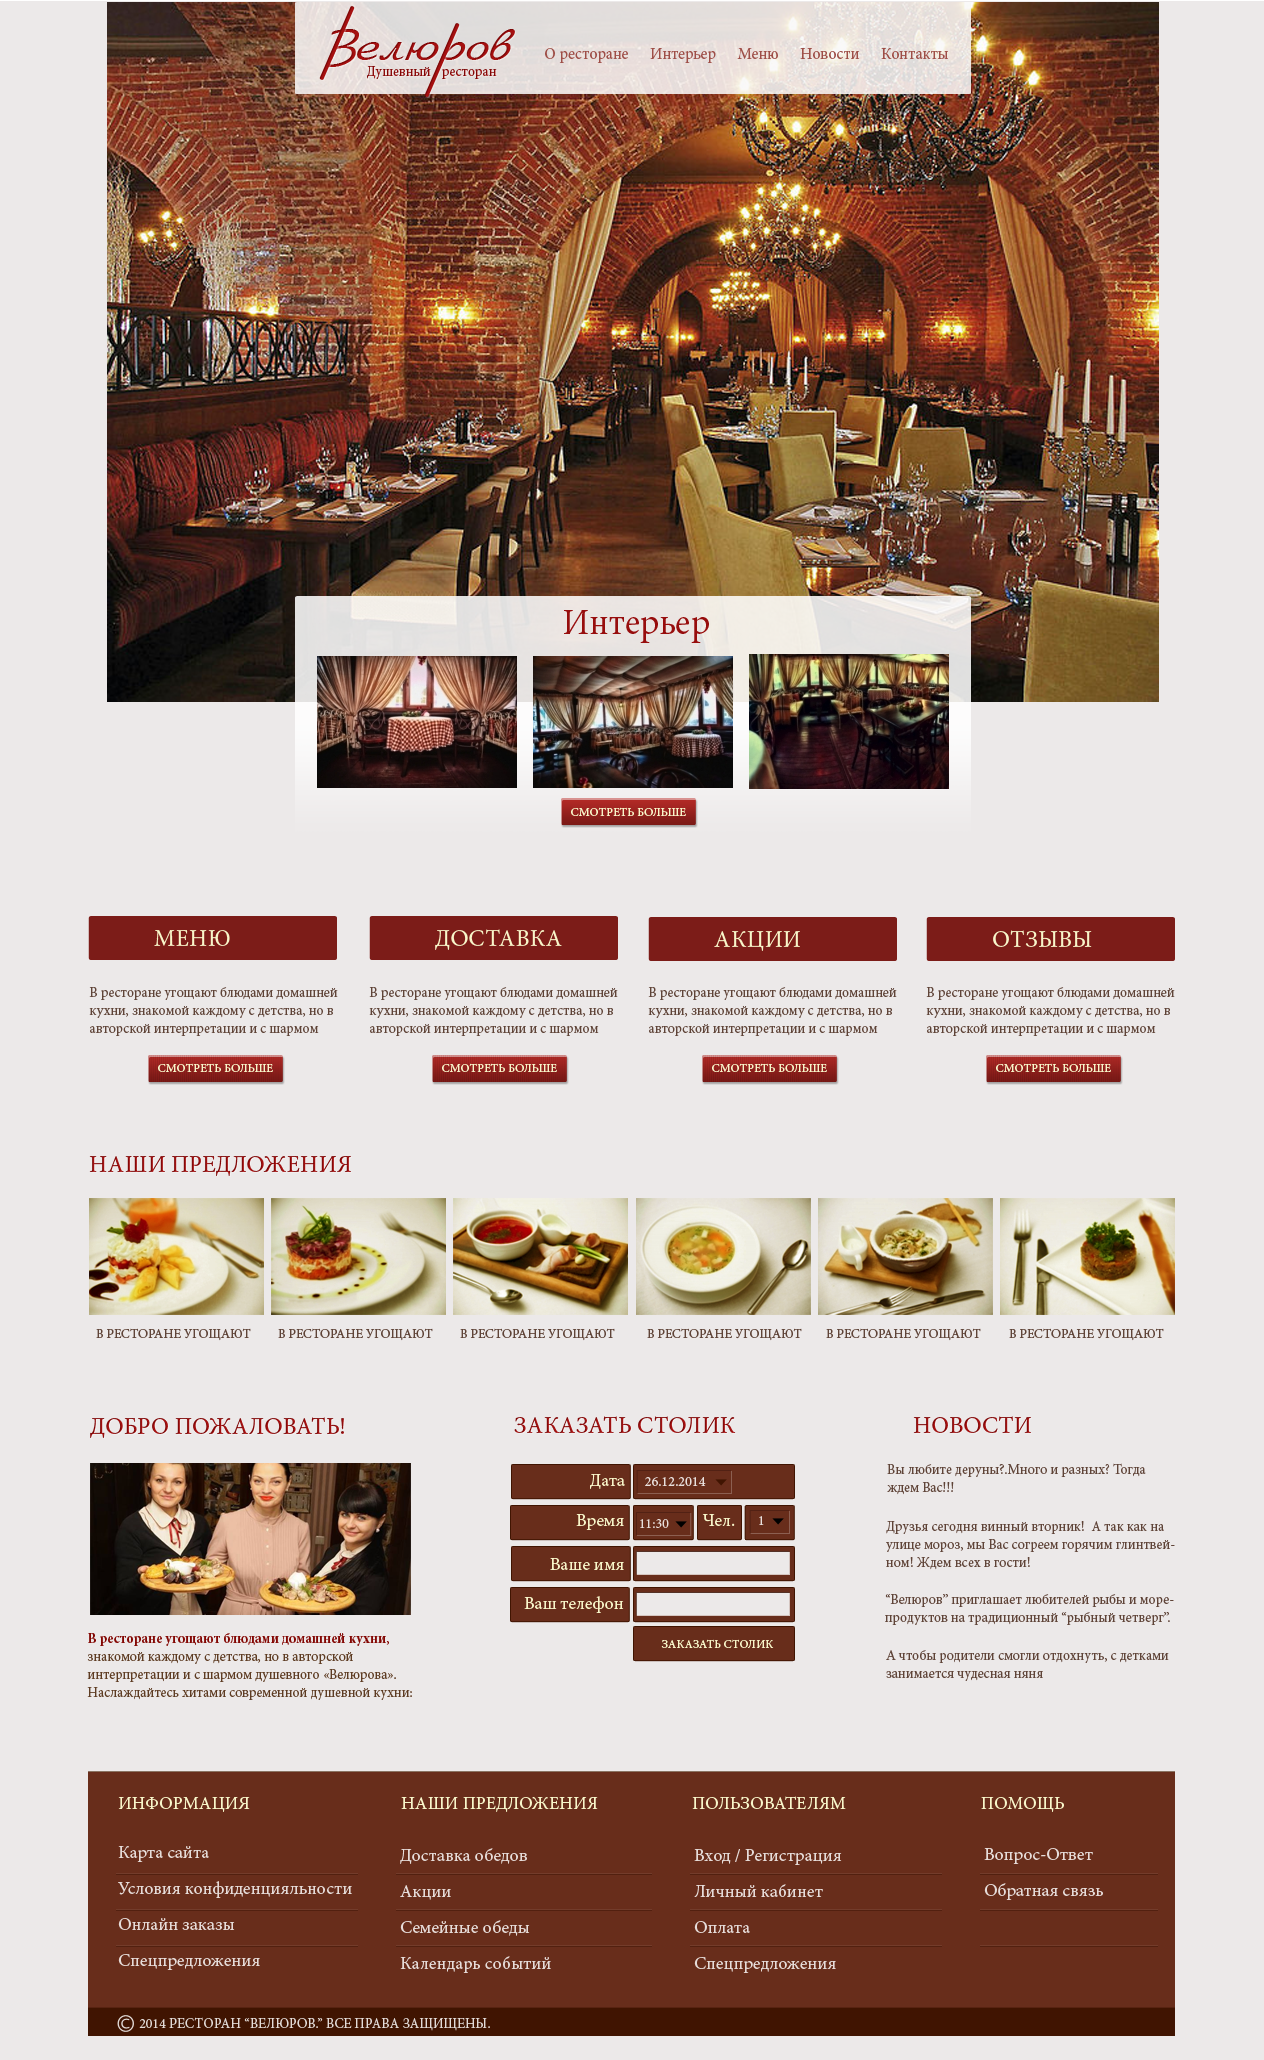 Велюров
Душевный ресторан
О ресторане Интерьер Меню Новости Контакты
Интерьер
СМОТРЕТЬ БОЛЬШЕ
МЕНЮ
В ресторане угощают блюдами домашней
кухни, знакомой каждому с детства, но в
авторской интерпретации и с шармом
СМОТРЕТЬ БОЛЬШЕ
ДОСТАВКА
В ресторане угощают блюдами домашней
кухни, знакомой каждому с детства, но в
авторской интерпретации и с шармом
СМОТРЕТЬ БОЛЬШЕ
АКЦИИ
В ресторане угощают блюдами домашней
кухни, знакомой каждому с детства, но в
авторской интерпретации и с шармом
СМОТРЕТЬ БОЛЬШЕ
ОТЗЫВЫ
В ресторане угощают блюдами домашней
кухни, знакомой каждому с детства, но в
авторской интерпретации и с шармом
СМОТРЕТЬ БОЛЬШЕ
НАШИ ПРЕДЛОЖЕНИЯ
В РЕСТОРАНЕ УГОЩАЮТ
В РЕСТОРАНЕ УГОЩАЮТ
В РЕСТОРАНЕ УГОЩАЮТ
В РЕСТОРАНЕ УГОЩАЮТ
В РЕСТОРАНЕ УГОЩАЮТ
В РЕСТОРАНЕ УГОЩАЮТ
ДОБРО ПОЖАЛОВАТЬ!
В ресторане угощают блюдами домашней кухни,
знакомой каждому с детства, но в авторской
интерпретации и с шармом душевного «Велюрова».
Наслаждайтесь хитами современной душевной кухни:
ЗАКАЗАТЬ СТОЛИК
Дата 26.12.2014
Время 11:30 Чел. 1
Ваше имя
Ваш телефон
ЗАКАЗАТЬ СТОЛИК
НОВОСТИ
Вы любите деруны?.Много и разных? Тогда
ждем Вас!!!
Друзья сегодня винный вторник! А так как на
улице мороз, мы Вас согреем горячим глинтвей-
ном! Ждем всех в гости!
“Велюров” приглашает любителей рыбы и море-
продуктов на традиционный “рыбный четверг”.
А чтобы родители смогли отдохнуть, с детками
занимается чудесная няня
ИНФОРМАЦИЯ
Карта сайта
Условия конфиденцияльности
Онлайн заказы
Спецпредложения
НАШИ ПРЕДЛОЖЕНИЯ
Доставка обедов
Акции
Семейные обеды
Календарь событий
ПОЛЬЗОВАТЕЛЯМ
Вход / Регистрация
Личный кабинет
Оплата
Спецпредложения
ПОМОЩЬ
Вопрос-Ответ
Обратная связь
© 2014 РЕСТОРАН “ВЕЛЮРОВ.” ВСЕ ПРАВА ЗАЩИЩЕНЫ.